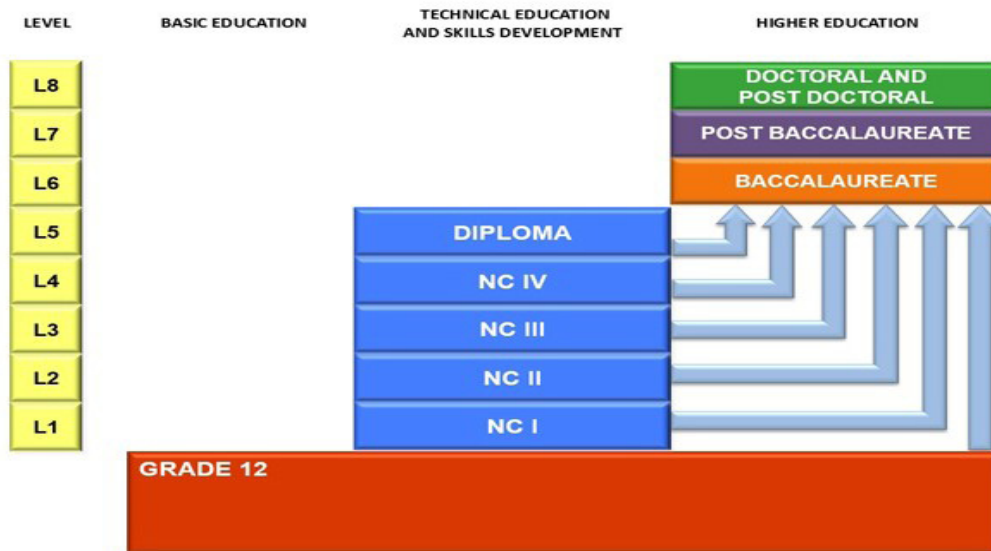 LEVEL
BASIC EDUCATION
TECHNICAL EDUCATION
AND SKILLS DEVELOPMENT
HIGHER EDUCATION
L8
DOCTORAL AND
POST DOCTORAL
L7
POST BACCALAUREATE
L6
BACCALAUREATE
L5
DIPLOMA
L4
NC IV
L3
NC III
L2
NC II
L1
NC I
GRADE 12